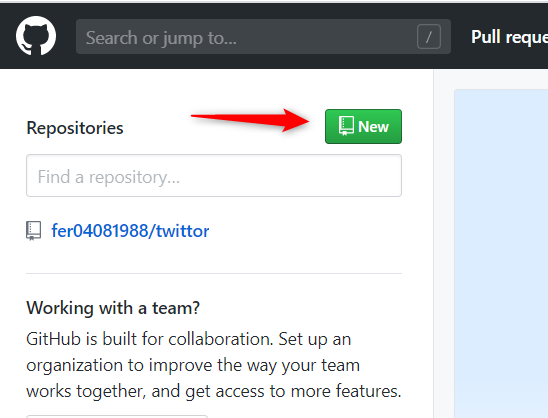 Search or jump to...
/
Pull reque
Repositories
New
Find a repository...
fer04081988/twittor
Working with a team?
GitHub is built for collaboration. Set up an
organization to improve the way your team
works together, and get access to more features.